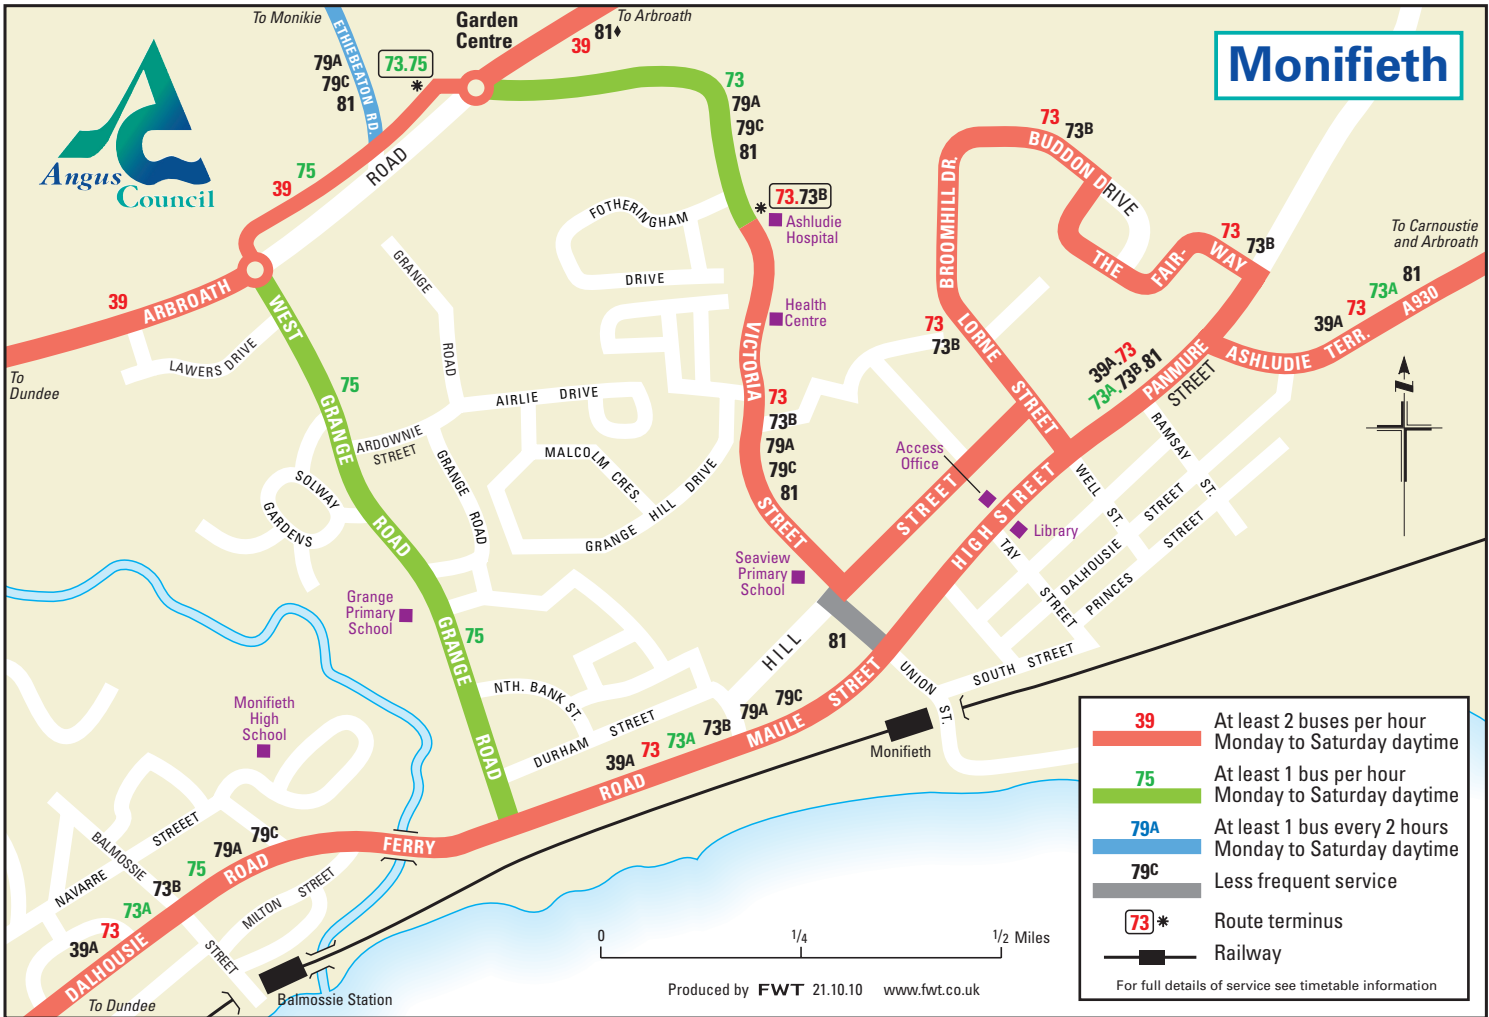 To Monikie
ETHIEBEATON RD.
79A
79C
81
73.75
*
Garden
Centre
To Arbroath
39
81♦
Monifieth
Angus
Council
39
75
ROAD
73
79A
79C
81
73.73B
*
Ashludie
Hospital
FOTHERINGHAM
DRIVE
Health
Centre
GRANGE
ROAD
39
ARBROATH
To
Dundee
LAWERS DRIVE
WEST
GRANGE
ROAD
75
AIRLIE DRIVE
ARDOWNIE
STREET
MALCOLM CRES.
GRANGE
ROAD
GRANGE HILL DRIVE
SOLWAY
GARDENS
VICTORIA
STREET
73
73B
79A
79C
81
BROOMHILL DR.
73
73B
BUDDON DRIVE
THE FAIR-
WAY
73
73B
To Carnoustie
and Arbroath
81
73A
73
39A
A930
ASHLUDIE TERR.
73
73B
LORNE
STREET
39A.73
73A.73B.81
PANMURE
STREET
RAMSAY ST.
Access
Office
STREET
HIGH STREET
WELL ST.
Library
TAY
STREET
DALHOUSIE STREET
PRINCES STREET
N
Seaview
Primary
School
Grange
Primary
School
GRANGE
ROAD
75
HILL
81
UNION
ST.
SOUTH STREET
Monifieth
High
School
NTH. BANK ST.
DURHAM STREET
39A
73
73A
73B
79A
79C
ROAD
MAULE STREET
Monifieth
FERRY
NAVARRE STREEET
BALMOSSIE
STREET
MILTON STREET
39A
73
73A
73B
75
79A
79C
DALHOUSIE
ROAD
To Dundee
Balmossie Station
0
1/4
1/2 Miles
Produced by FWT 21.10.10 www.fwt.co.uk
39 At least 2 buses per hour
Monday to Saturday daytime
75 At least 1 bus per hour
Monday to Saturday daytime
79A At least 1 bus every 2 hours
Monday to Saturday daytime
79C Less frequent service
73 * Route terminus
Railway
For full details of service see timetable information